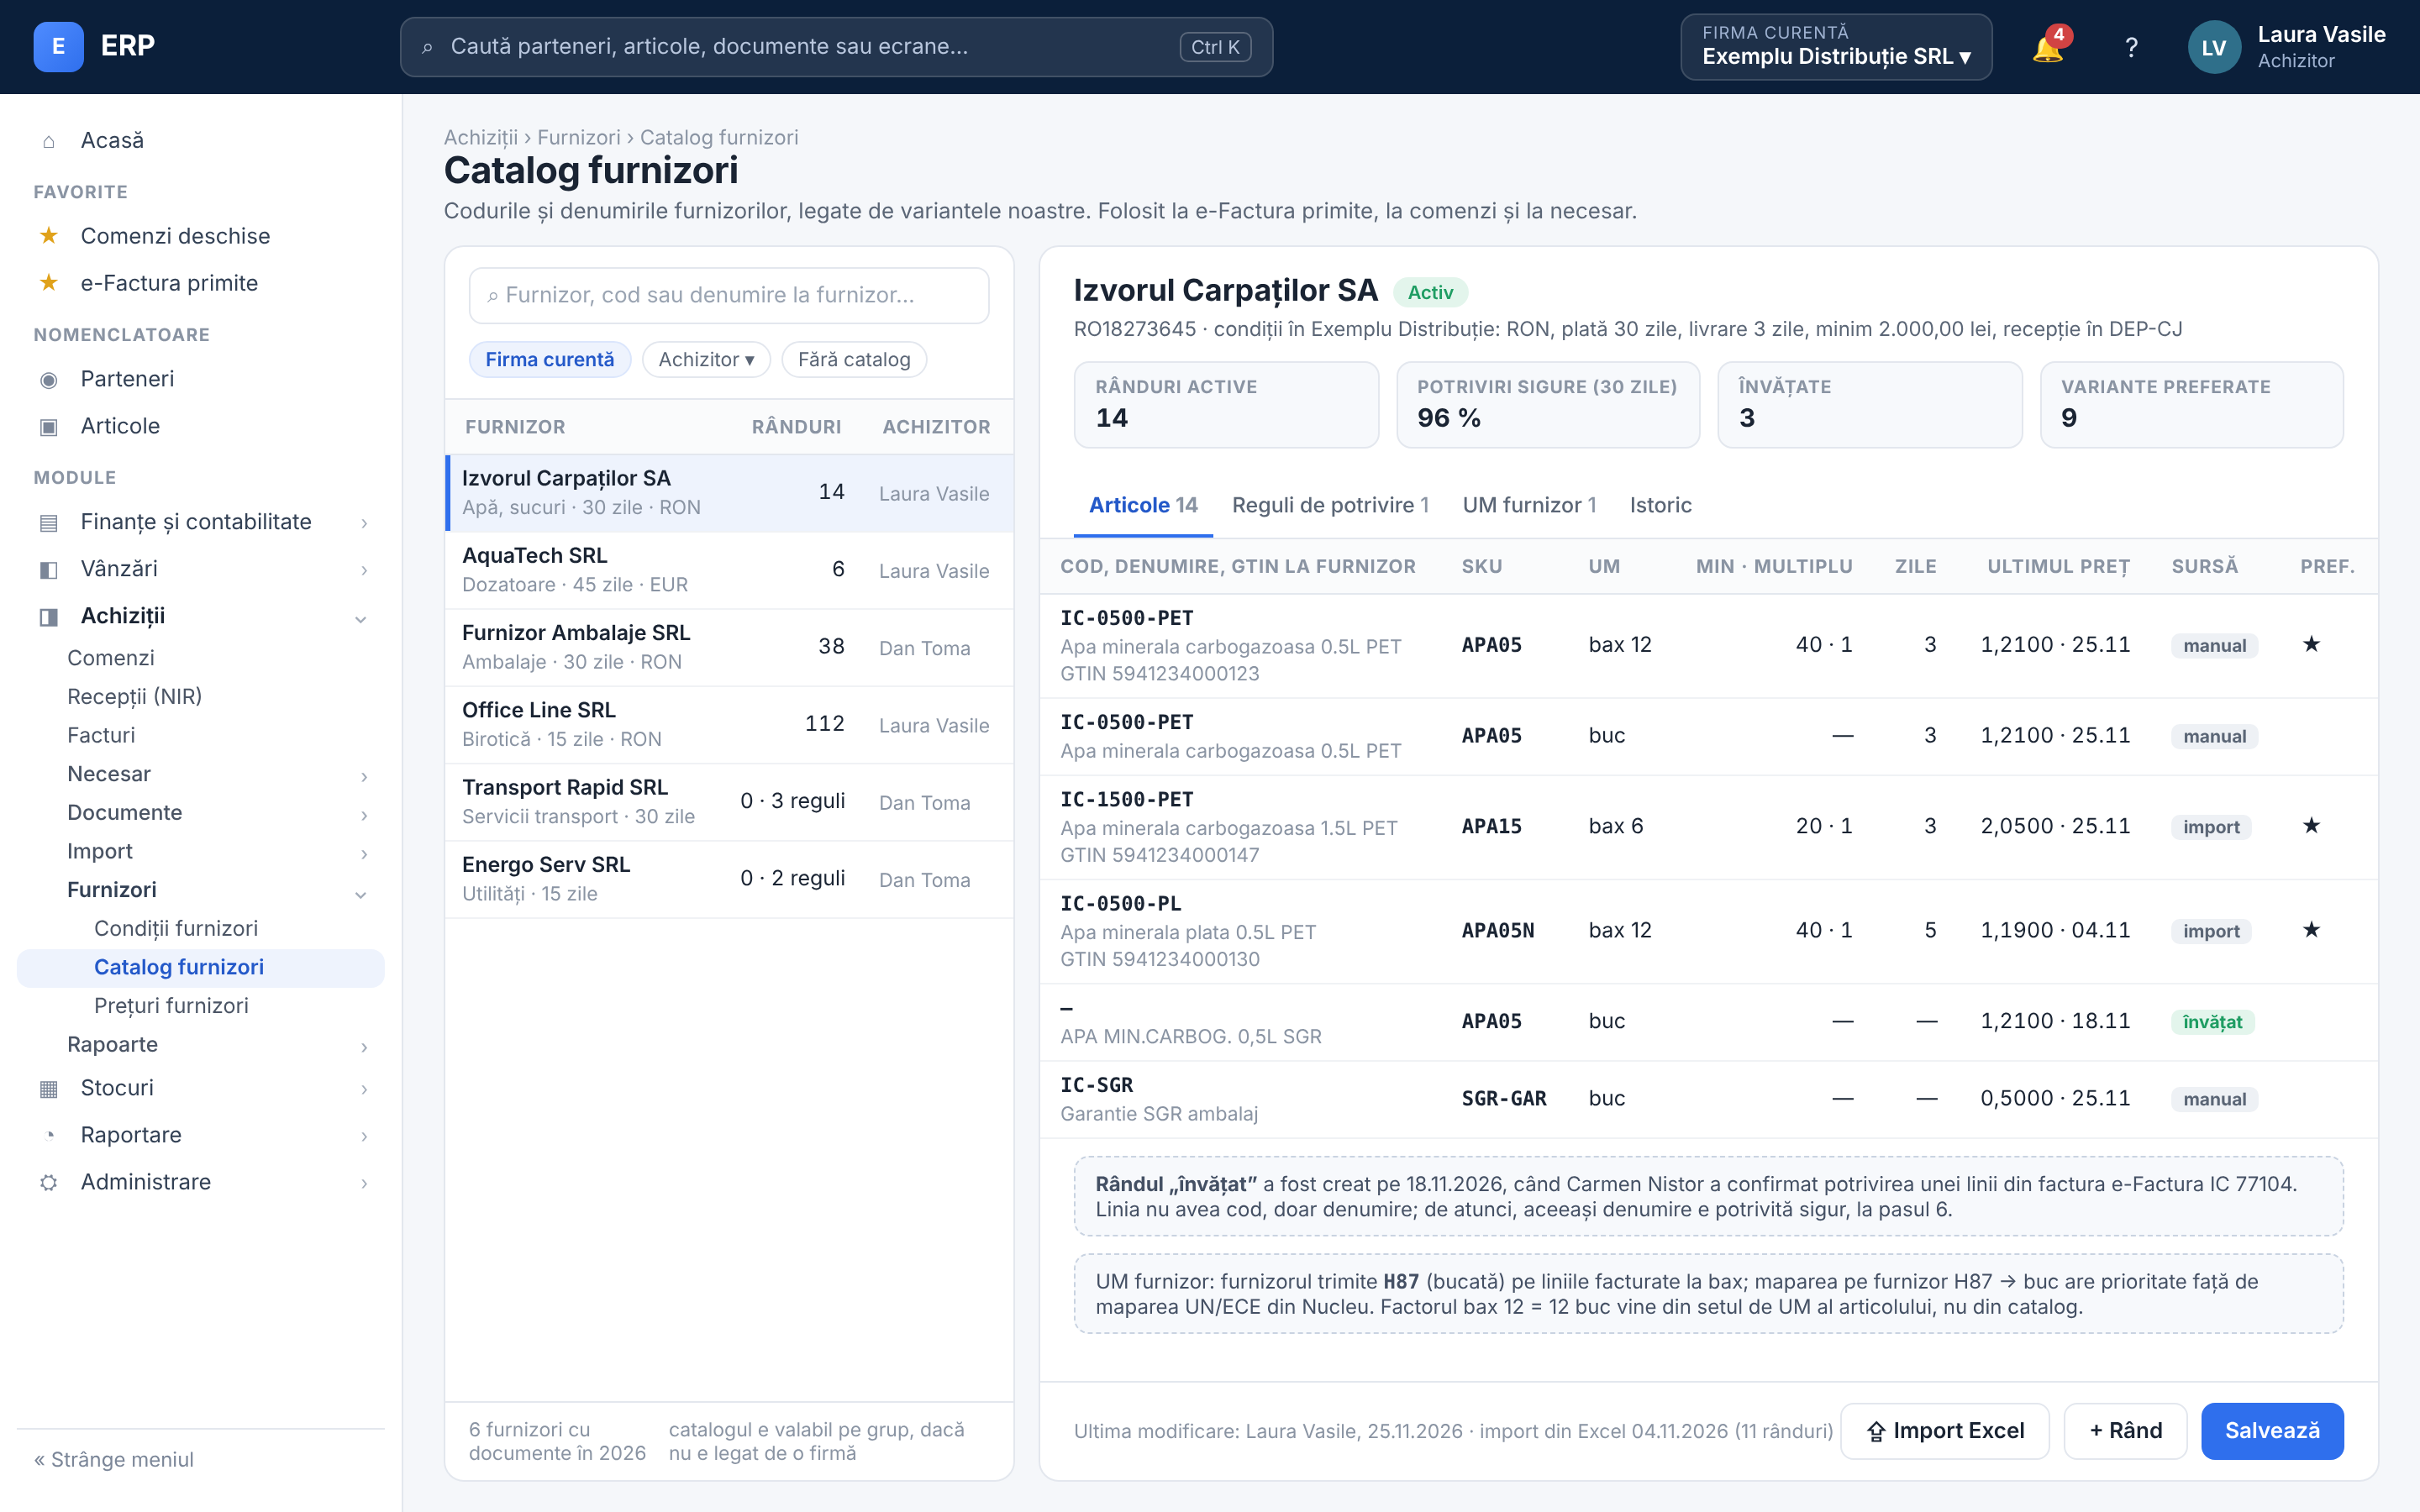 E ERP
Caută parteneri, articole, documente sau ecrane... Ctrl K
FIRMA CURENTĂ
Exemplu Distribuție SRL ▾
4
?
LV
Laura Vasile
Achizitor
Acasă
FAVORITE
★ Comenzi deschise
★ e-Factura primite
NOMENCLATOARE
Parteneri
Articole
MODULE
Finanțe și contabilitate ›
Vânzări ›
Achiziții
Comenzi
Recepții (NIR)
Facturi
Necesar ›
Documente ›
Import ›
Furnizori
Condiții furnizori
Catalog furnizori
Prețuri furnizori
Rapoarte ›
Stocuri ›
Raportare ›
Administrare ›
« Strânge meniul
Achiziții › Furnizori › Catalog furnizori
Catalog furnizori
Codurile și denumirile furnizorilor, legate de variantele noastre. Folosit la e-Factura primite, la comenzi și la necesar.
Furnizor, cod sau denumire la furnizor...
Firma curentă Achizitor ▾ Fără catalog
FURNIZOR RÂNDURI ACHIZITOR
Izvorul Carpaților SA 14 Laura Vasile
Apă, sucuri · 30 zile · RON
AquaTech SRL 6 Laura Vasile
Dozatoare · 45 zile · EUR
Furnizor Ambalaje SRL 38 Dan Toma
Ambalaje · 30 zile · RON
Office Line SRL 112 Laura Vasile
Birotică · 15 zile · RON
Transport Rapid SRL 0 · 3 reguli Dan Toma
Servicii transport · 30 zile
Energo Serv SRL 0 · 2 reguli Dan Toma
Utilități · 15 zile
6 furnizori cu documente în 2026
catalogul e valabil pe grup, dacă nu e legat de o firmă
Izvorul Carpaților SA Activ
RO18273645 · condiții în Exemplu Distribuție: RON, plată 30 zile, livrare 3 zile, minim 2.000,00 lei, recepție în DEP-CJ
RÂNDURI ACTIVE
14
POTRIVIRI SIGURE (30 ZILE)
96 %
ÎNVĂȚATE
3
VARIANTE PREFERATE
9
Articole 14 Reguli de potrivire 1 UM furnizor 1 Istoric
COD, DENUMIRE, GTIN LA FURNIZOR SKU UM MIN · MULTIPLU ZILE ULTIMUL PREȚ SURSĂ PREF.
IC-0500-PET
Apa minerala carbogazoasa 0.5L PET
GTIN 5941234000123
APA05 bax 12 40 · 1 3 1,2100 · 25.11 manual ★
IC-0500-PET
Apa minerala carbogazoasa 0.5L PET
APA05 buc — 3 1,2100 · 25.11 manual
IC-1500-PET
Apa minerala carbogazoasa 1.5L PET
GTIN 5941234000147
APA15 bax 6 20 · 1 3 2,0500 · 25.11 import ★
IC-0500-PL
Apa minerala plata 0.5L PET
GTIN 5941234000130
APA05N bax 12 40 · 1 5 1,1900 · 04.11 import ★
—
APA MIN.CARBOG. 0,5L SGR
APA05 buc — — 1,2100 · 18.11 învățat
IC-SGR
Garantie SGR ambalaj
SGR-GAR buc — — 0,5000 · 25.11 manual
Rândul „învățat” a fost creat pe 18.11.2026, când Carmen Nistor a confirmat potrivirea unei linii din factura e-Factura IC 77104.
Linia nu avea cod, doar denumire; de atunci, aceeași denumire e potrivită sigur, la pasul 6.
UM furnizor: furnizorul trimite H87 (bucată) pe liniile facturate la bax; maparea pe furnizor H87 → buc are prioritate față de
maparea UN/ECE din Nucleu. Factorul bax 12 = 12 buc vine din setul de UM al articolului, nu din catalog.
Ultima modificare: Laura Vasile, 25.11.2026 · import din Excel 04.11.2026 (11 rânduri)
Import Excel + Rând Salvează